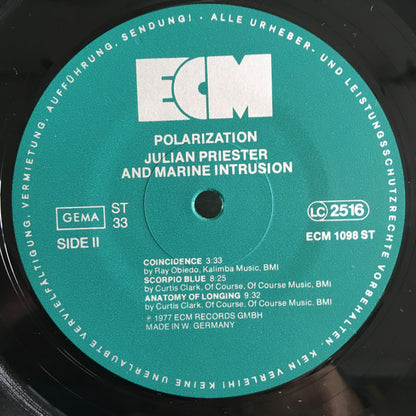 ALLE URHEBER- UND LEISTUNGSSCHUTZRECHTE VORBEHALTEN · KEIN VERLEIH! KEINE UNERLAUBTE VERVIELFÄLTIGUNG, VERMIETUNG, AUFFÜHRUNG, SENDUNG! ·
ECM
POLARIZATION
JULIAN PRIESTER
AND MARINE INTRUSION
GEMA
ST
33
SIDE II
LC 2516
ECM 1098 ST
COINCIDENCE 3:33
by Ray Obiedo, Kalimba Music, BMI
SCORPIO BLUE 8:25
by Curtis Clark, Of Course, Of Course Music, BMI
ANATOMY OF LONGING 9.32
by Curtis Clark, Of Course, Of Course Music, BMI
℗ 1977 ECM RECORDS GMBH
MADE IN W. GERMANY